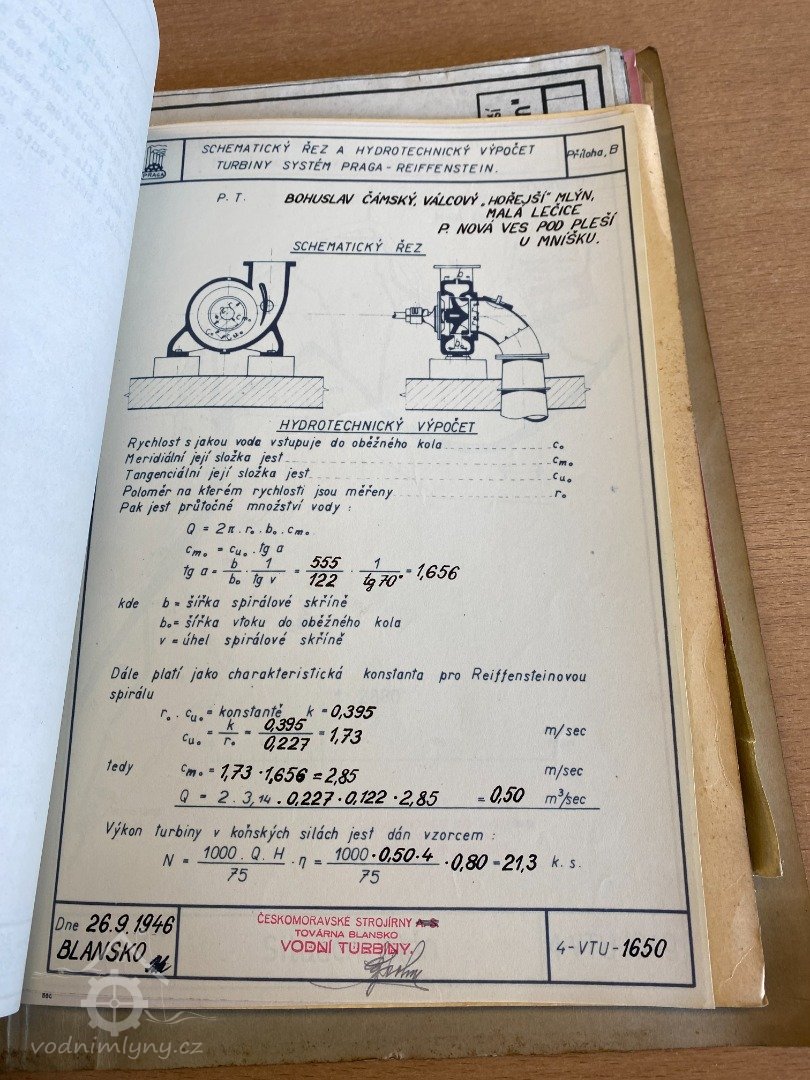 PRAGA
SCHEMATICKÝ ŘEZ A HYDROTECHNICKÝ VÝPOČET
TURBINY SYSTÉM PRAGA-REIFFENSTEIN.
Příloha, B
P. T. BOHUSLAV ČÁMSKÝ, VÁLCOVÝ „HOŘEJŠÍ" MLÝN,
MALÁ LEČICE
P. NOVÁ VES POD PLEŠÍ
U MNÍŠKU.
SCHEMATICKÝ ŘEZ
HYDROTECHNICKÝ VÝPOČET
Rychlost s jakou voda vstupuje do oběžného kola c₀
Meridiální její složka jest cm₀
Tangenciální její složka jest cu₀
Poloměr na kterém rychlosti jsou měřeny r₀
Pak jest průtočné množství vody :
Q = 2π . r₀ . b₀ . cm₀.
cm₀ = cu₀ . tg a
tg a = b/b₀ · 1/tg v = 555/122 · 1/tg 70° = 1,656
kde b = šířka spirálové skříně
b₀ = šířka vtoku do oběžného kola
v = úhel spirálové skříně
Dále platí jako charakteristická konstanta pro Reiffensteinovou
spirálu
r₀ . cu₀ = konstantě k = 0,395
cu₀ = k/r₀ = 0,395/0,227 = 1,73 m/sec
tedy cm₀ = 1,73 · 1,656 = 2,85 m/sec
Q = 2 . 3,14 · 0,227 · 0,122 · 2,85 = 0,50 m³/sec
Výkon turbiny v koňských silách jest dán vzorcem :
N = 1000 . Q . H/75 · η = 1000 · 0,50 · 4/75 · 0,80 = 21,3 k. s.
Dne 26.9.1946
BLANSKO
ČESKOMORAVSKÉ STROJÍRNY
TOVÁRNA BLANSKO
VODNÍ TURBINY.
4-VTU-1650
vodnimlyny.cz